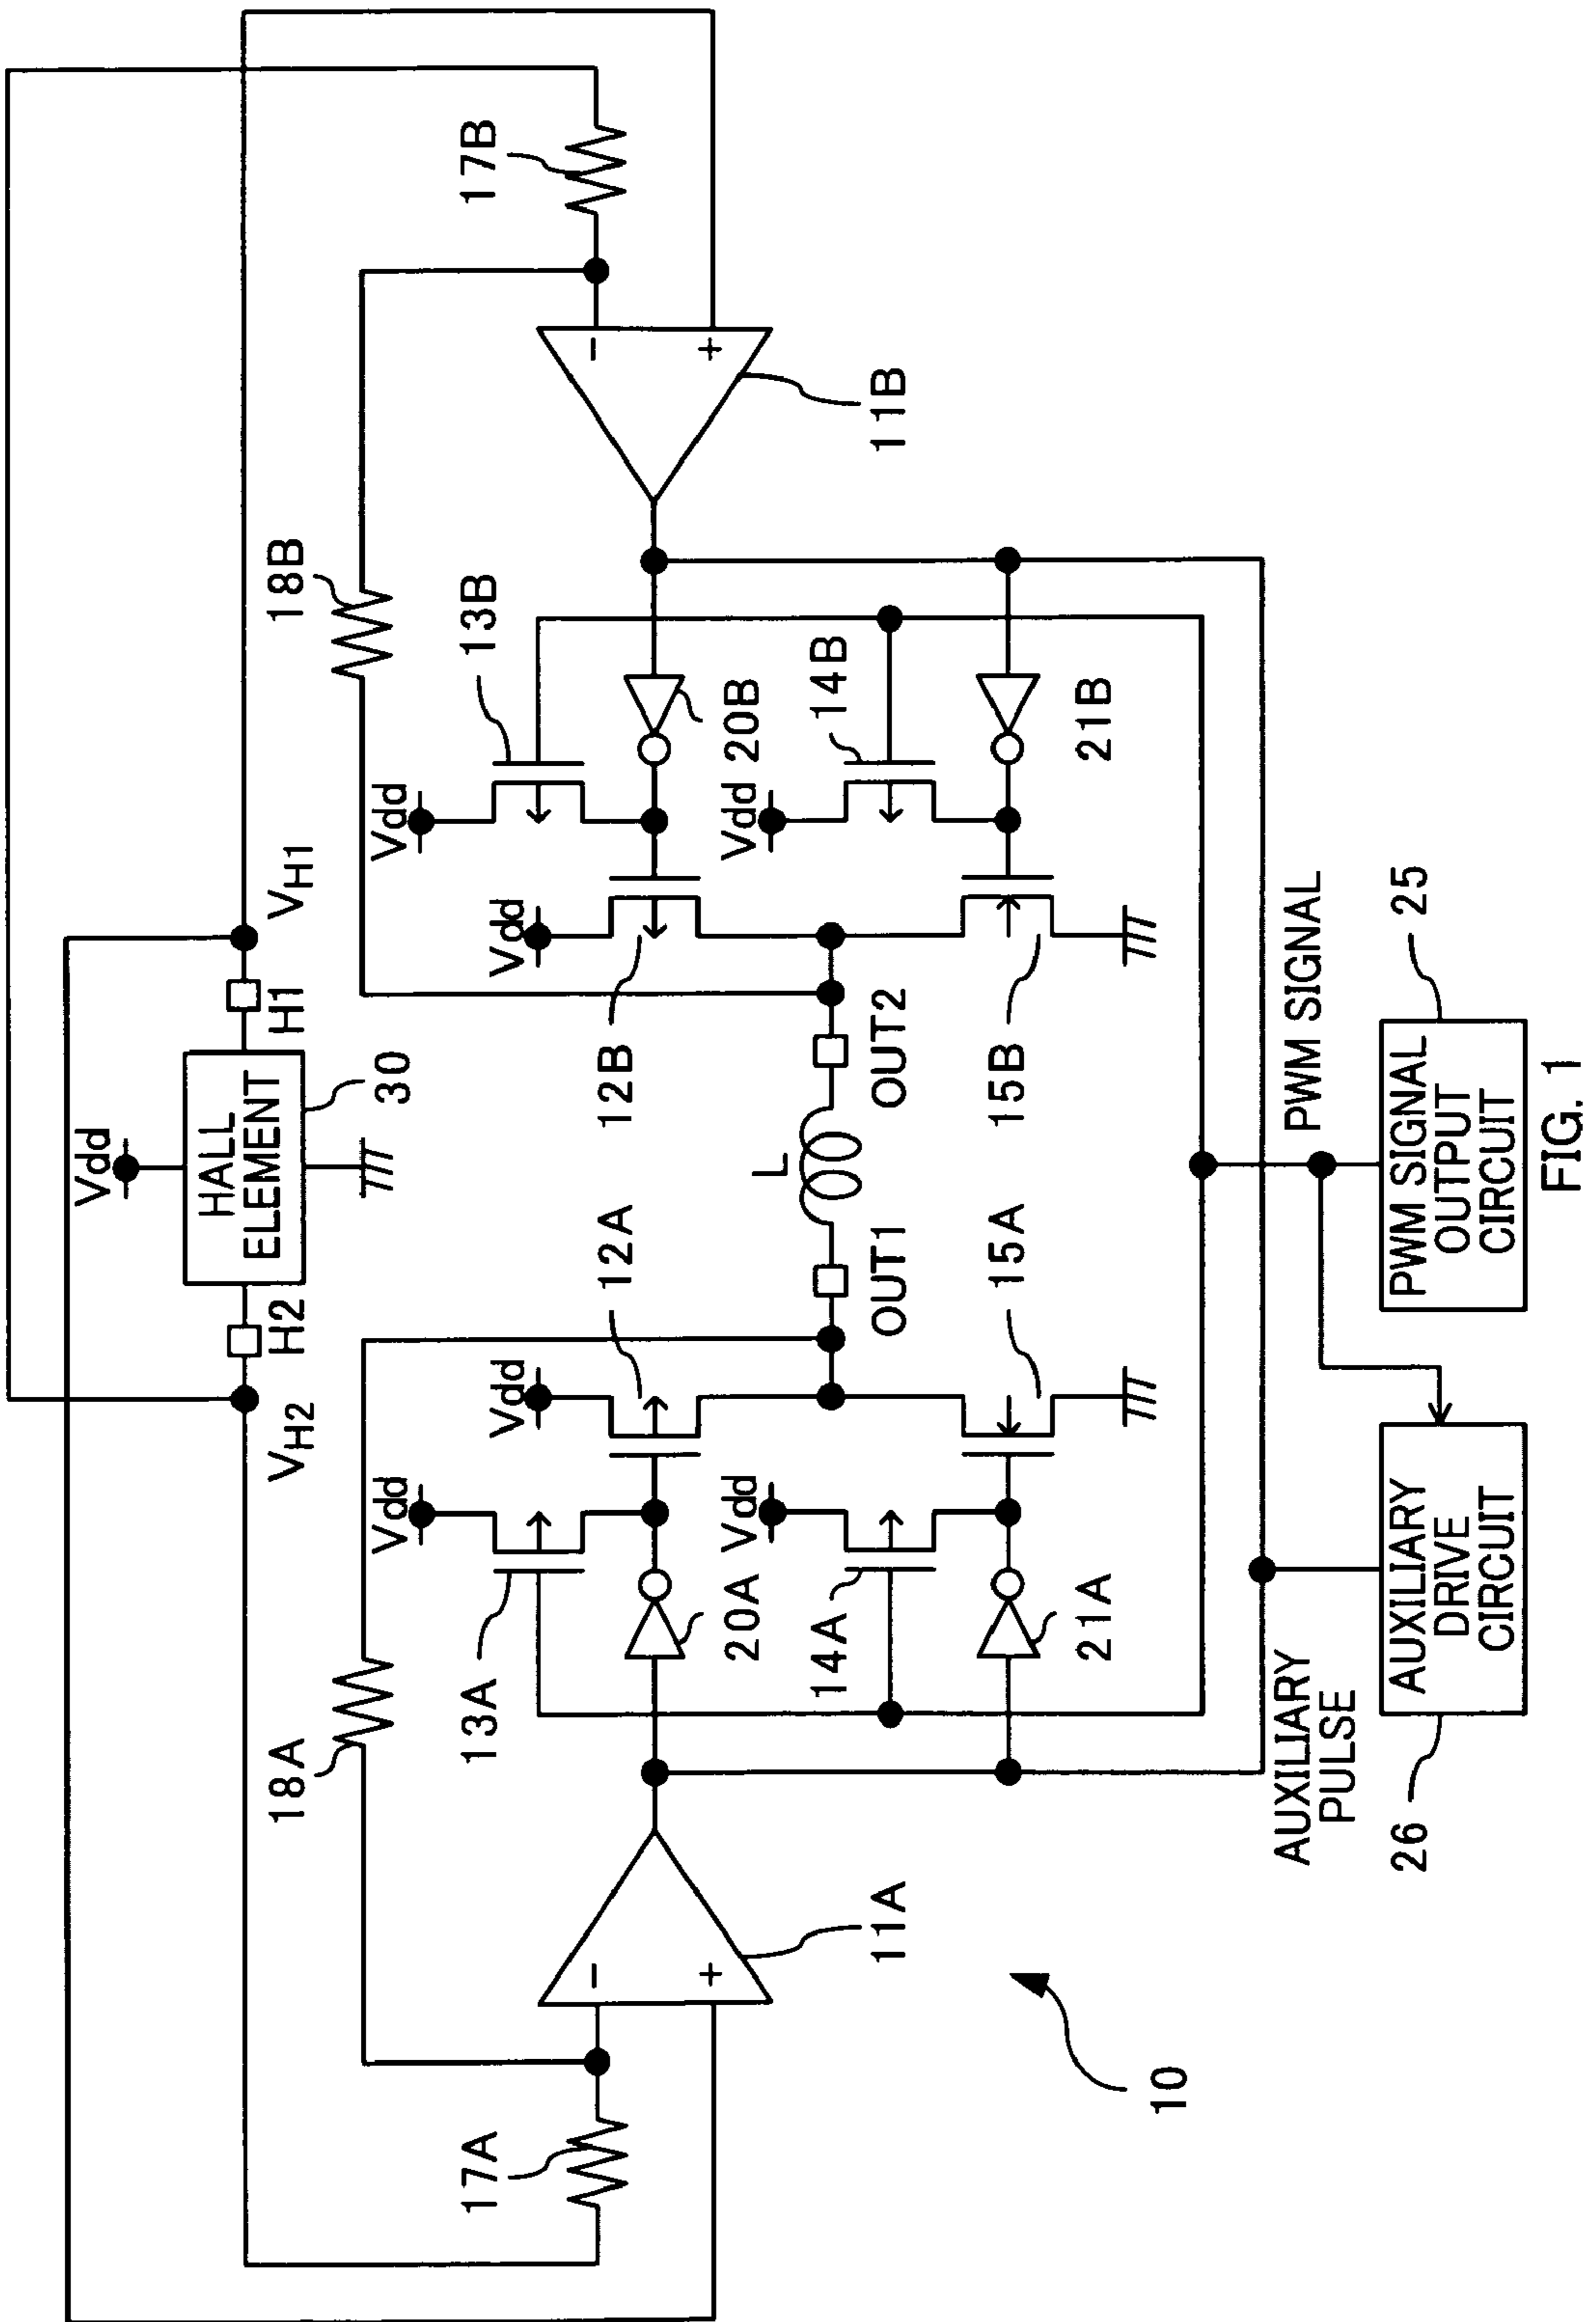 Vdd
HALL
ELEMENT
30
H2
H1
VH2
VH1
18A
18B
17A
17B
Vdd
Vdd
Vdd
Vdd
13A
12A
12B
13B
20A
20B
11A
11B
L
Vdd
Vdd
OUT1
OUT2
14A
14B
15A
15B
21A
21B
10
AUXILIARY
PULSE
PWM SIGNAL
26
AUXILIARY
DRIVE
CIRCUIT
PWM SIGNAL
OUTPUT
CIRCUIT
25
FIG. 1
- 
+
-
+